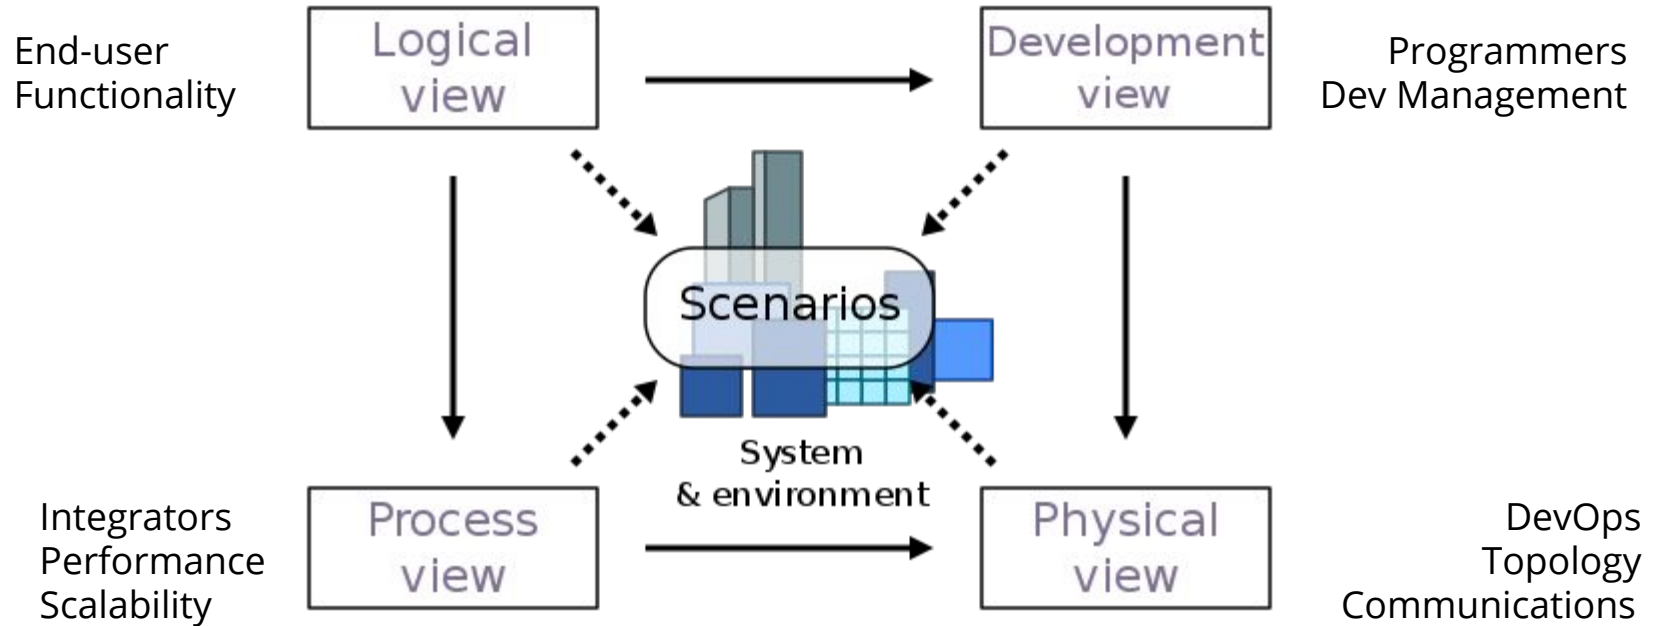 End-user
Functionality
Logical
view
Development
view
Programmers
Dev Management
Scenarios
System
& environment
Integrators
Performance
Scalability
Process
view
Physical
view
DevOps
Topology
Communications